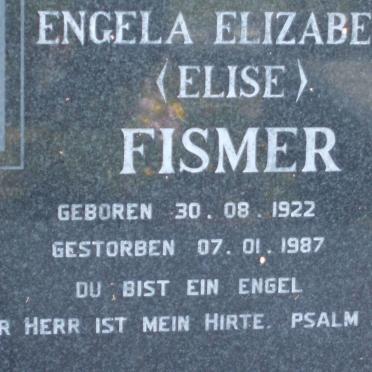 ENGELA ELIZABE
(ELISE)
FISMER
GEBOREN 30.08.1922
GESTORBEN 07.01.1987
DU BIST EIN ENGEL
R HERR IST MEIN HIRTE. PSALM